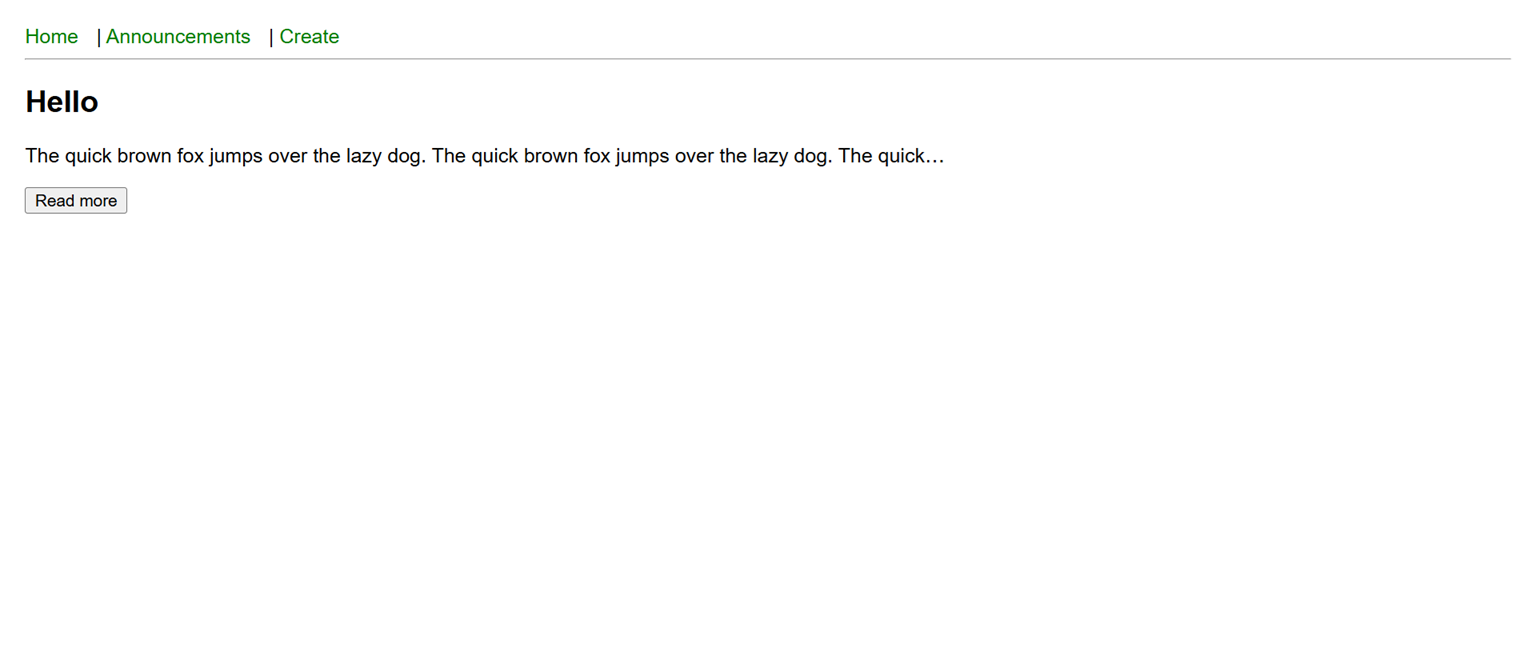 Home | Announcements | Create
Hello
The quick brown fox jumps over the lazy dog. The quick brown fox jumps over the lazy dog. The quick…
Read more